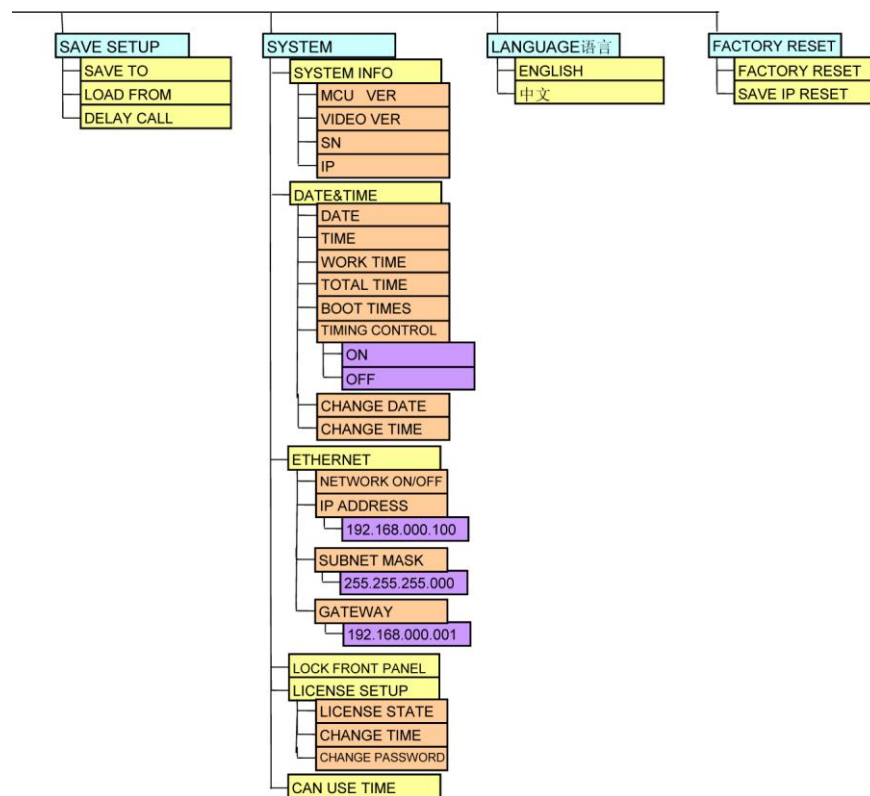 SAVE SETUP
SAVE TO
LOAD FROM
DELAY CALL
SYSTEM
SYSTEM INFO
MCU VER
VIDEO VER
SN
IP
DATE&TIME
DATE
TIME
WORK TIME
TOTAL TIME
BOOT TIMES
TIMING CONTROL
ON
OFF
CHANGE DATE
CHANGE TIME
ETHERNET
NETWORK ON/OFF
IP ADDRESS
192.168.000.100
SUBNET MASK
255.255.255.000
GATEWAY
192.168.000.001
LOCK FRONT PANEL
LICENSE SETUP
LICENSE STATE
CHANGE TIME
CHANGE PASSWORD
CAN USE TIME
LANGUAGE语言
ENGLISH
中文
FACTORY RESET
FACTORY RESET
SAVE IP RESET